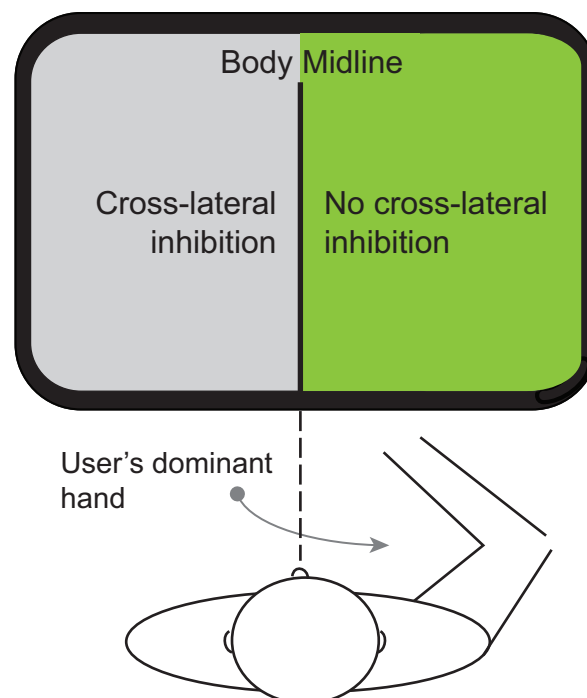 Body Midline
Cross-lateral
inhibition
No cross-lateral
inhibition
User’s dominant
hand